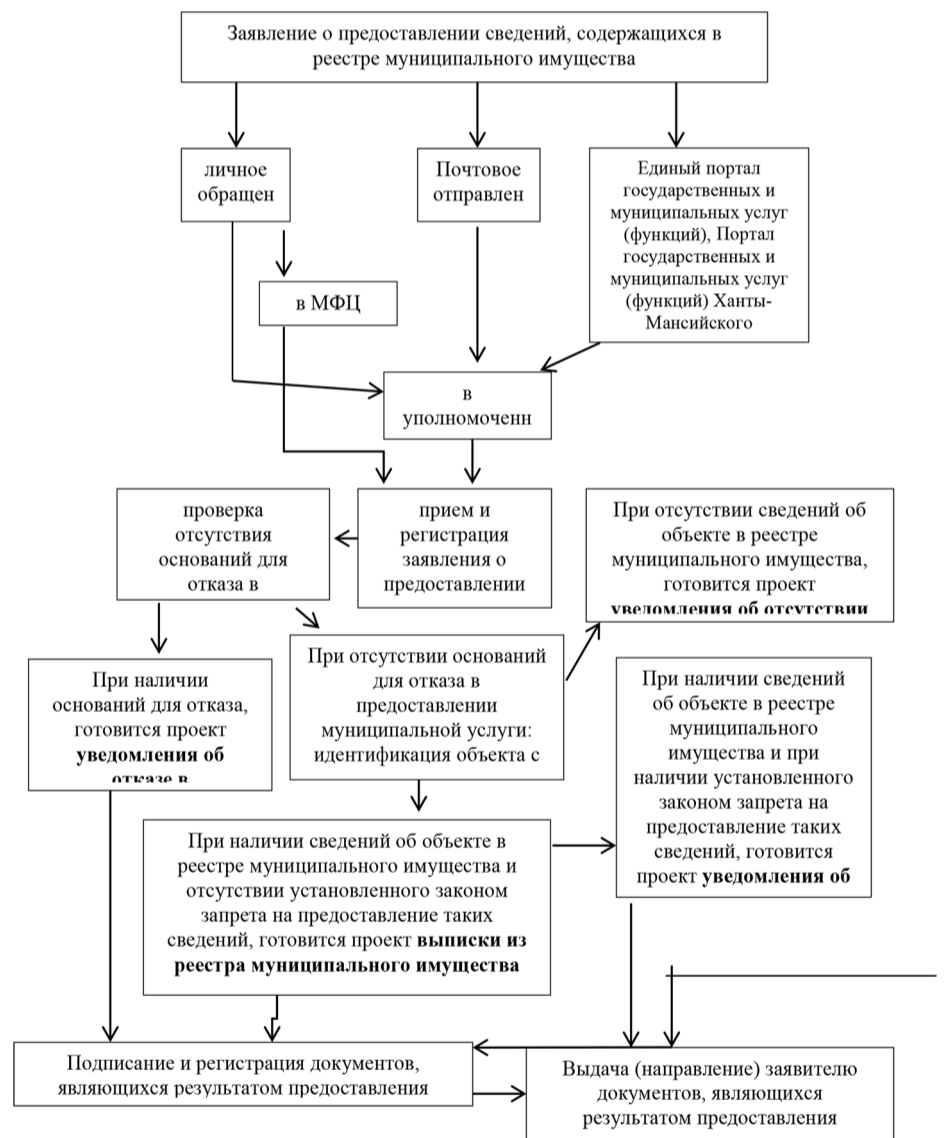 Заявление о предоставлении сведений, содержащихся в
реестре муниципального имущества
личное
обращен
Почтовое
отправлен
Единый портал
государственных и
муниципальных услуг
(функций), Портал
государственных и
муниципальных услуг
(функций) Ханты-
Мансийского
в МФЦ
в
уполномоченн
проверка
отсутствия
оснований для
отказа в
прием и
регистрация
заявления о
предоставлении
При отсутствии сведений об
объекте в реестре
муниципального имущества,
готовится проект
уведомления об отсутствии
При наличии
оснований для отказа,
готовится проект
уведомления об
отказе в
При отсутствии оснований
для отказа в
предоставлении
муниципальной услуги:
идентификация объекта с
При наличии сведений
об объекте в реестре
муниципального
имущества и при
наличии установленного
законом запрета на
предоставление таких
сведений, готовится
проект уведомления об
При наличии сведений об объекте в
реестре муниципального имущества и
отсутствии установленного законом
запрета на предоставление таких
сведений, готовится проект выписки из
реестра муниципального имущества
Подписание и регистрация документов,
являющихся результатом предоставления
Выдача (направление) заявителю
документов, являющихся
результатом предоставления